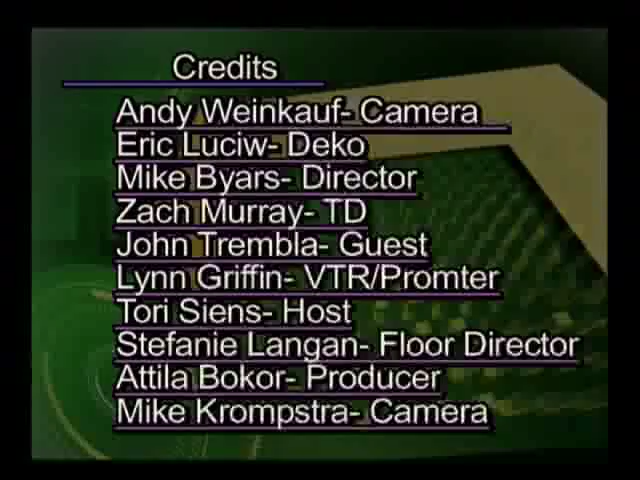 Credits
Andy Weinkauf- Camera
Eric Luciw- Deko
Mike Byars- Director
Zach Murray- TD
John Trembla- Guest
Lynn Griffin- VTR/Promter
Tori Siens- Host
Stefanie Langan- Floor Director
Attila Bokor- Producer
Mike Krompstra- Camera